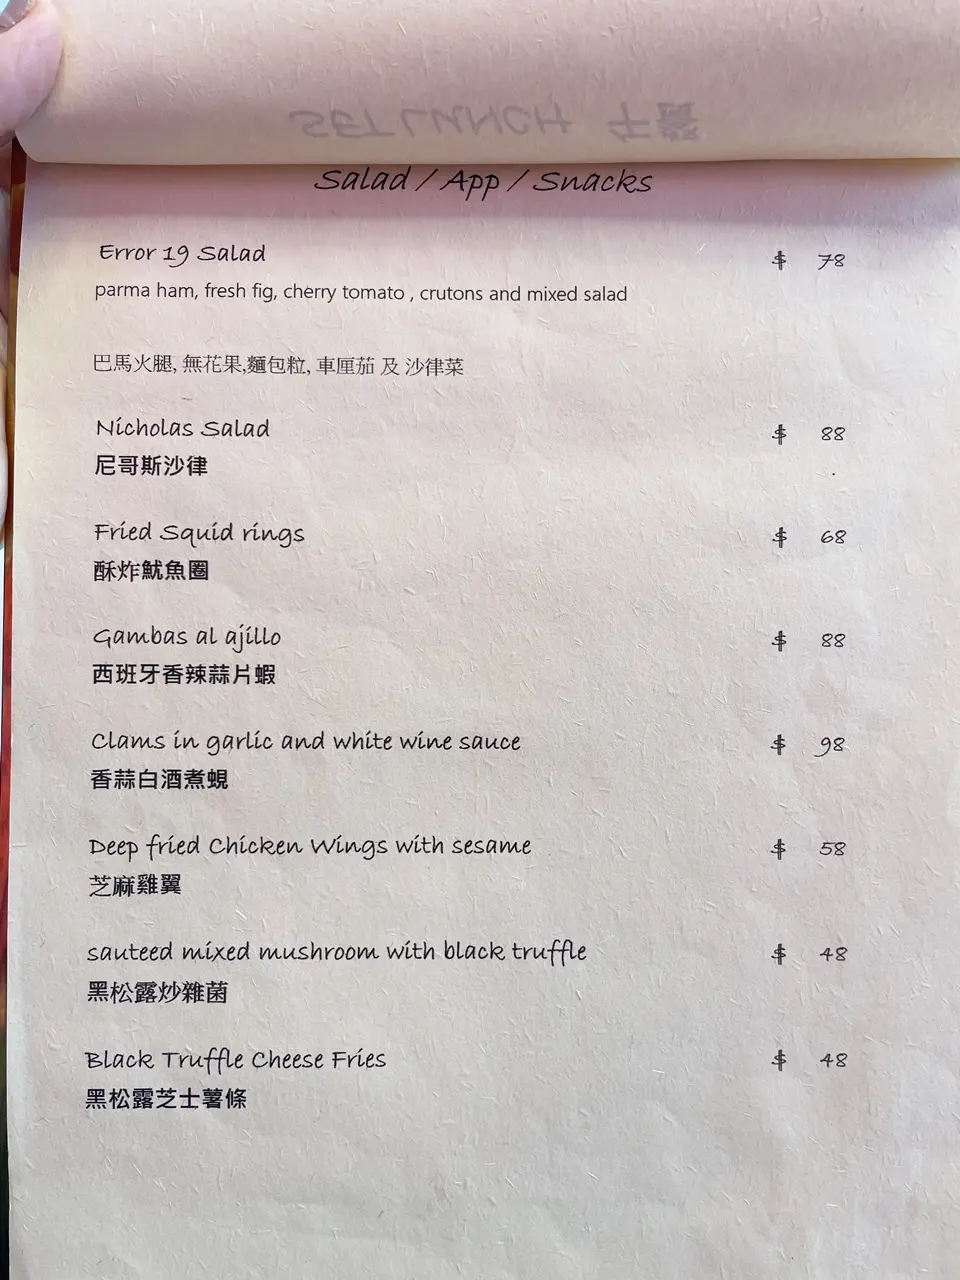 SET LUNCH 午餐
Salad / App / Snacks
Error 19 Salad $ 78
parma ham, fresh fig, cherry tomato , crutons and mixed salad
巴馬火腿, 無花果,麵包粒, 車厘茄 及 沙律菜
Nicholas Salad $ 88
尼哥斯沙律
Fried Squid rings $ 68
酥炸魷魚圈
Gambas al ajillo $ 88
西班牙香辣蒜片蝦
Clams in garlic and white wine sauce $ 98
香蒜白酒煮蜆
Deep fried Chicken Wings with sesame $ 58
芝麻雞翼
sauteed mixed mushroom with black truffle $ 48
黑松露炒雜菌
Black Truffle Cheese Fries $ 48
黑松露芝士薯條